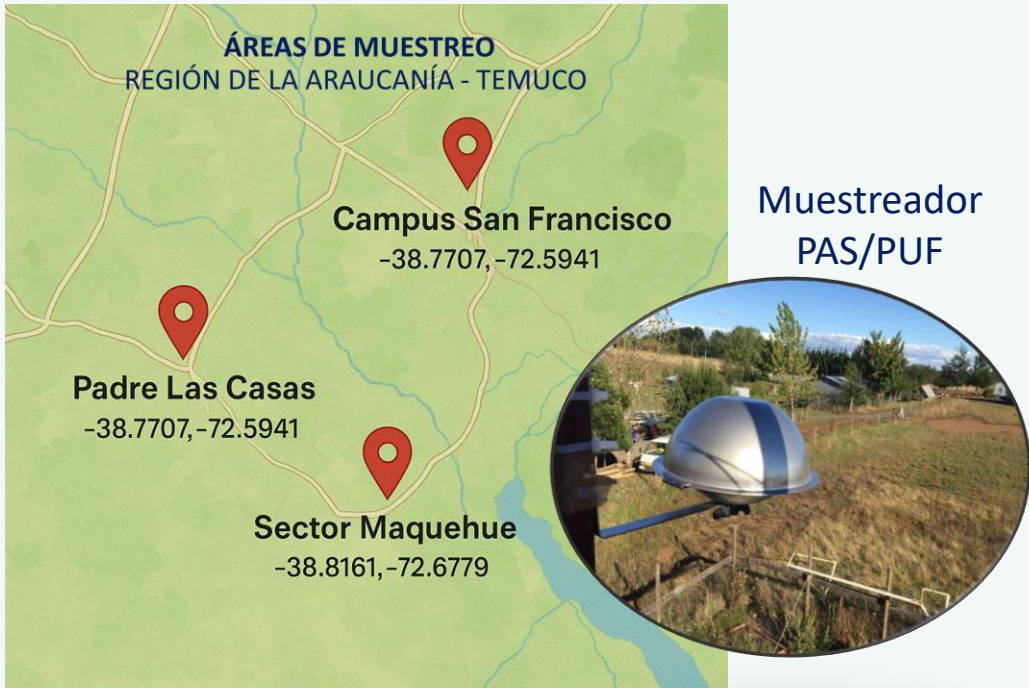 ÁREAS DE MUESTREO
REGIÓN DE LA ARAUCANÍA - TEMUCO
Campus San Francisco
-38.7707,-72.5941
Padre Las Casas
-38.7707,-72.5941
Sector Maquehue
-38.8161,-72.6779
Muestreador
PAS/PUF